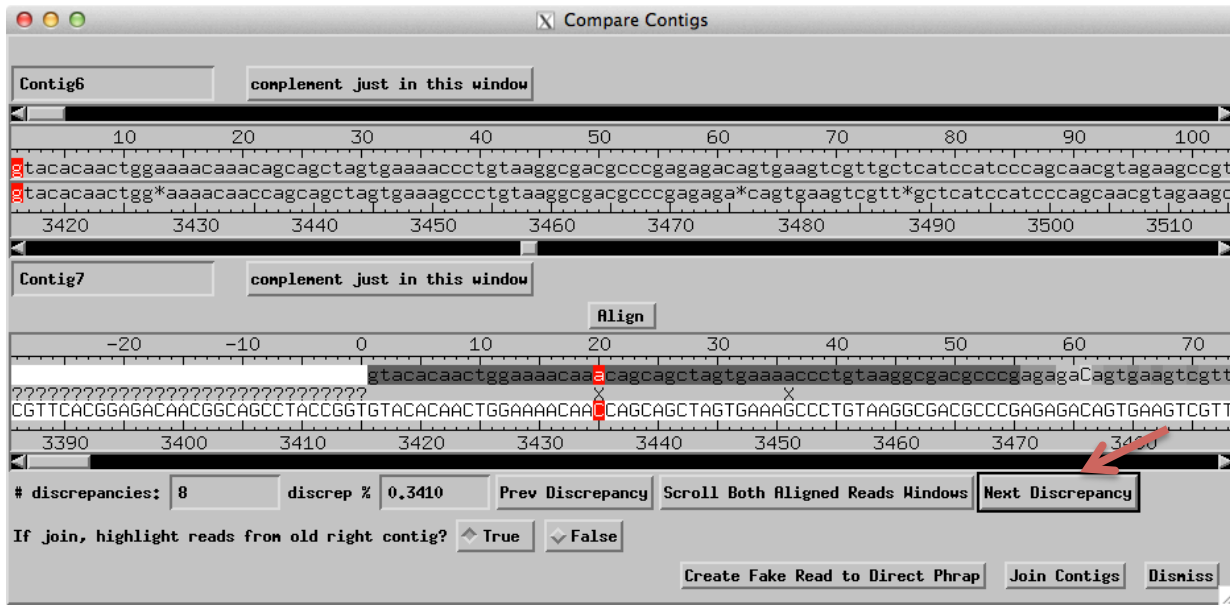 X Compare Contigs
Contig6 complement just in this window
10 20 30 40 50 60 70 80 90 100
gtacacaactggaaaacaaacagcagctagtgaaaaccctgtaaggcgacgcccgagagacagtgaagtcgttgctcatccatcccagcaacgtagaagccgt
gtacacaactgg*aaaacaaccagcagctagtgaaagccctgtaaggcgacgcccgagaga*cagtgaagtcgtt*gctcatccatcccagcaacgtagaagc
3420 3430 3440 3450 3460 3470 3480 3490 3500 3510
Contig7 complement just in this window
Align
-20 -10 0 10 20 30 40 50 60 70
gtacacaactggaaaacaaacagcagctagtgaaaaccctgtaaggcgacgcccgagagaCagtgaagtcgtt
?????????????????????????????? X X
CGTTCACGGAGACAACGGCAGCCTACCGGTGTACACAACTGGAAAACAACCAGCAGCTAGTGAAAGCCCTGTAAGGCGACGCCCGAGAGACAGTGAAGTCGTT
3390 3400 3410 3420 3430 3440 3450 3460 3470 3480
# discrepancies: 8 discrep % 0.3410 Prev Discrepancy Scroll Both Aligned Reads Windows Next Discrepancy
If join, highlight reads from old right contig? True False
Create Fake Read to Direct Phrap Join Contigs Dismiss